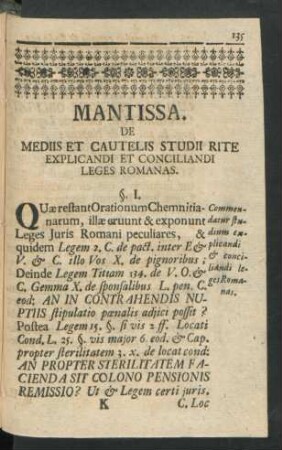 135
MANTISSA.
DE
MEDIIS ET CAUTELIS STUDII RITE
EXPLICANDI ET CONCILIANDI
LEGES ROMANAS.
§. I.
QUæ restant Orationum Chemnitia-
narum, illæ eruunt & exponunt
Leges Juris Romani peculiares, &
quidem Legem 2, C. de pact. inter E &
V. & C. illo Vos X. de pignoribus;
Deinde Legem Titiam 134. de V. O. &
C. Gemma X. de sponsalibus L. pen. C.
eod: AN IN CONTRAHENDIS NU-
PTIIS stipulatio pœnalis adjici possit?
Postea Legem 15. §. si vis 2 ff. Locati
Cond, L. 25. §. vis major 6. eod. & Cap.
propter sterilitatem 3. x. de locat cond:
AN PROPTER STERILITATEM FA-
CIENDA SIT COLONO PENSIONIS
REMISSIO? Ut & Legem certi juris.
K C. Loc
Commen-
datur stu-
dium ex-
plicandi
& conci-
liandi le-
ges Roma-
nas.